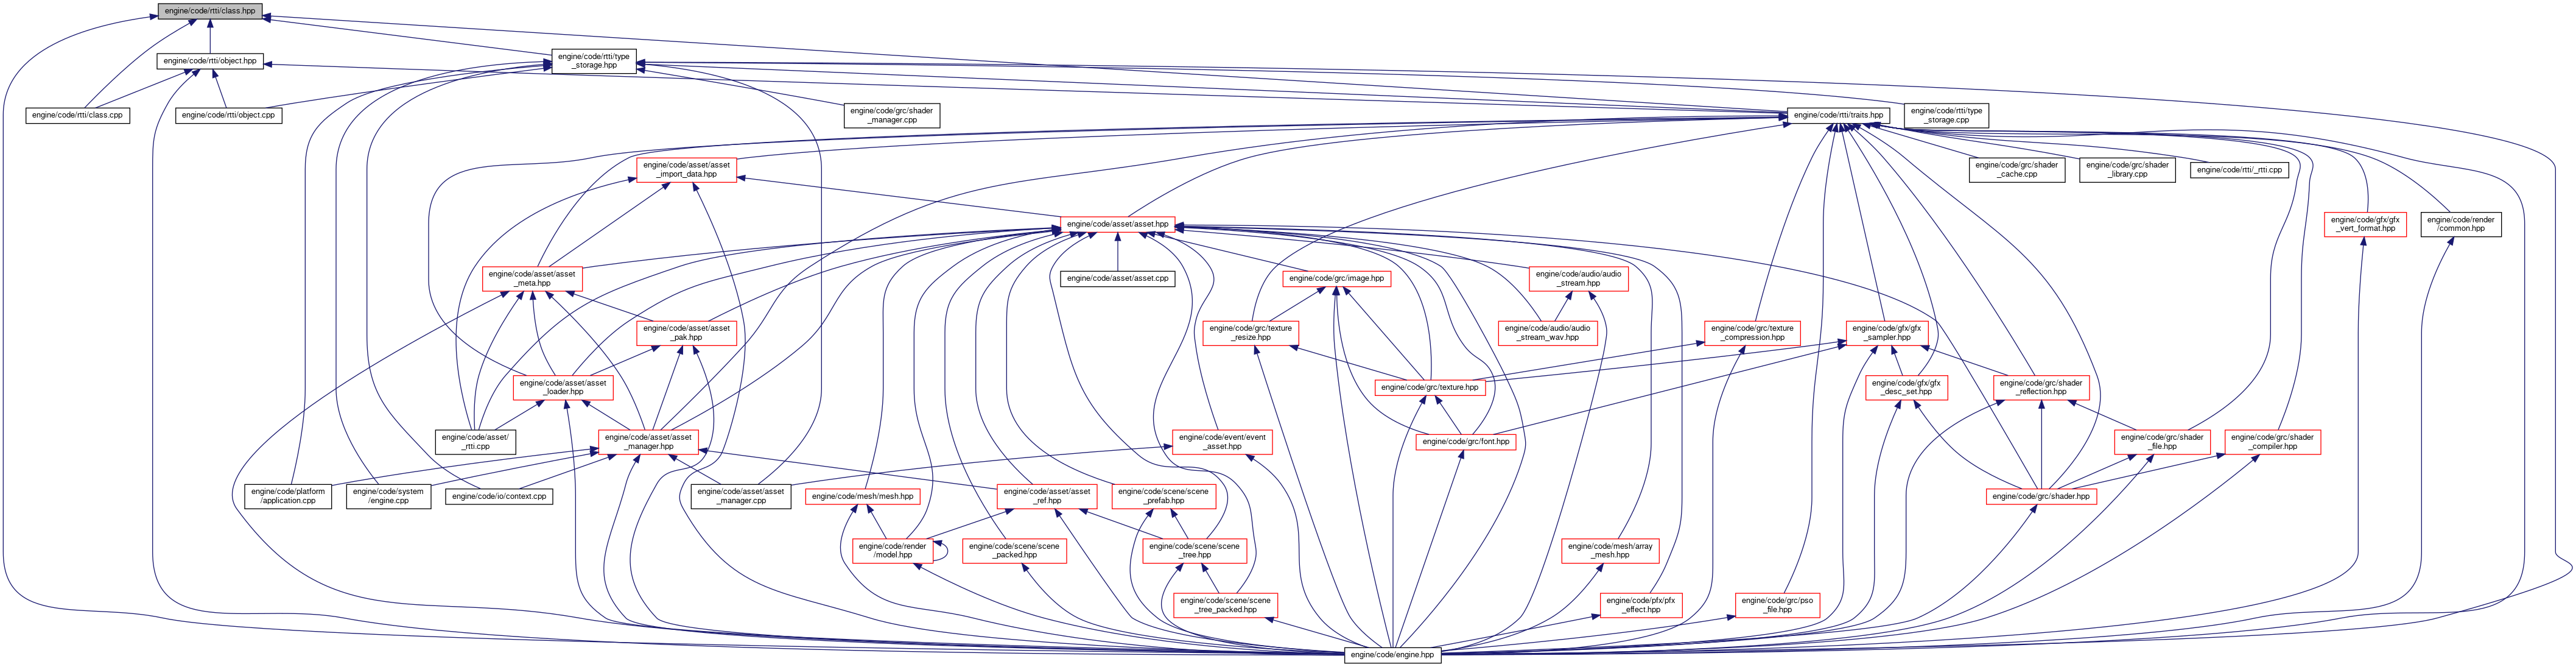 engine/code/rtti/class.hpp
engine/code/rtti/object.hpp
engine/code/rtti/type
_storage.hpp
engine/code/rtti/class.cpp
engine/code/rtti/object.cpp
engine/code/grc/shader
_manager.cpp
engine/code/rtti/traits.hpp
engine/code/rtti/type
_storage.cpp
engine/code/asset/asset
_import_data.hpp
engine/code/grc/shader
_cache.cpp
engine/code/grc/shader
_library.cpp
engine/code/rtti/_rtti.cpp
engine/code/asset/asset.hpp
engine/code/gfx/gfx
_vert_format.hpp
engine/code/render
/common.hpp
engine/code/asset/asset
_meta.hpp
engine/code/asset/asset.cpp
engine/code/grc/image.hpp
engine/code/audio/audio
_stream.hpp
engine/code/asset/asset
_pak.hpp
engine/code/grc/texture
_resize.hpp
engine/code/audio/audio
_stream_wav.hpp
engine/code/grc/texture
_compression.hpp
engine/code/gfx/gfx
_sampler.hpp
engine/code/asset/asset
_loader.hpp
engine/code/grc/texture.hpp
engine/code/gfx/gfx
_desc_set.hpp
engine/code/grc/shader
_reflection.hpp
engine/code/asset/
_rtti.cpp
engine/code/asset/asset
_manager.hpp
engine/code/event/event
_asset.hpp
engine/code/grc/font.hpp
engine/code/grc/shader
_file.hpp
engine/code/grc/shader
_compiler.hpp
engine/code/platform
/application.cpp
engine/code/system
/engine.cpp
engine/code/io/context.cpp
engine/code/asset/asset
_manager.cpp
engine/code/mesh/mesh.hpp
engine/code/asset/asset
_ref.hpp
engine/code/scene/scene
_prefab.hpp
engine/code/grc/shader.hpp
engine/code/render
/model.hpp
engine/code/scene/scene
_packed.hpp
engine/code/scene/scene
_tree.hpp
engine/code/mesh/array
_mesh.hpp
engine/code/scene/scene
_tree_packed.hpp
engine/code/pfx/pfx
_effect.hpp
engine/code/grc/pso
_file.hpp
engine/code/engine.hpp